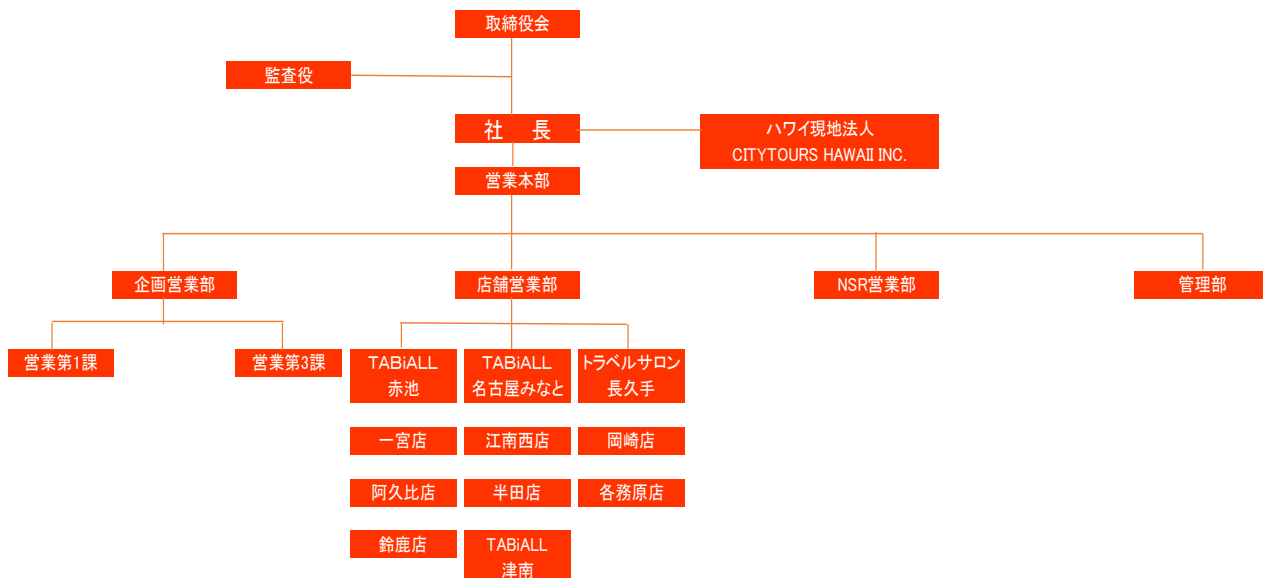 取締役会
監査役
社　長
ハワイ現地法人
CITYTOURS HAWAII INC.
営業本部
企画営業部
店舗営業部
NSR営業部
管理部
営業第1課
営業第3課
TABiALL
赤池
TABiALL
名古屋みなと
トラベルサロン
長久手
一宮店
江南西店
岡崎店
阿久比店
半田店
各務原店
鈴鹿店
TABiALL
津南